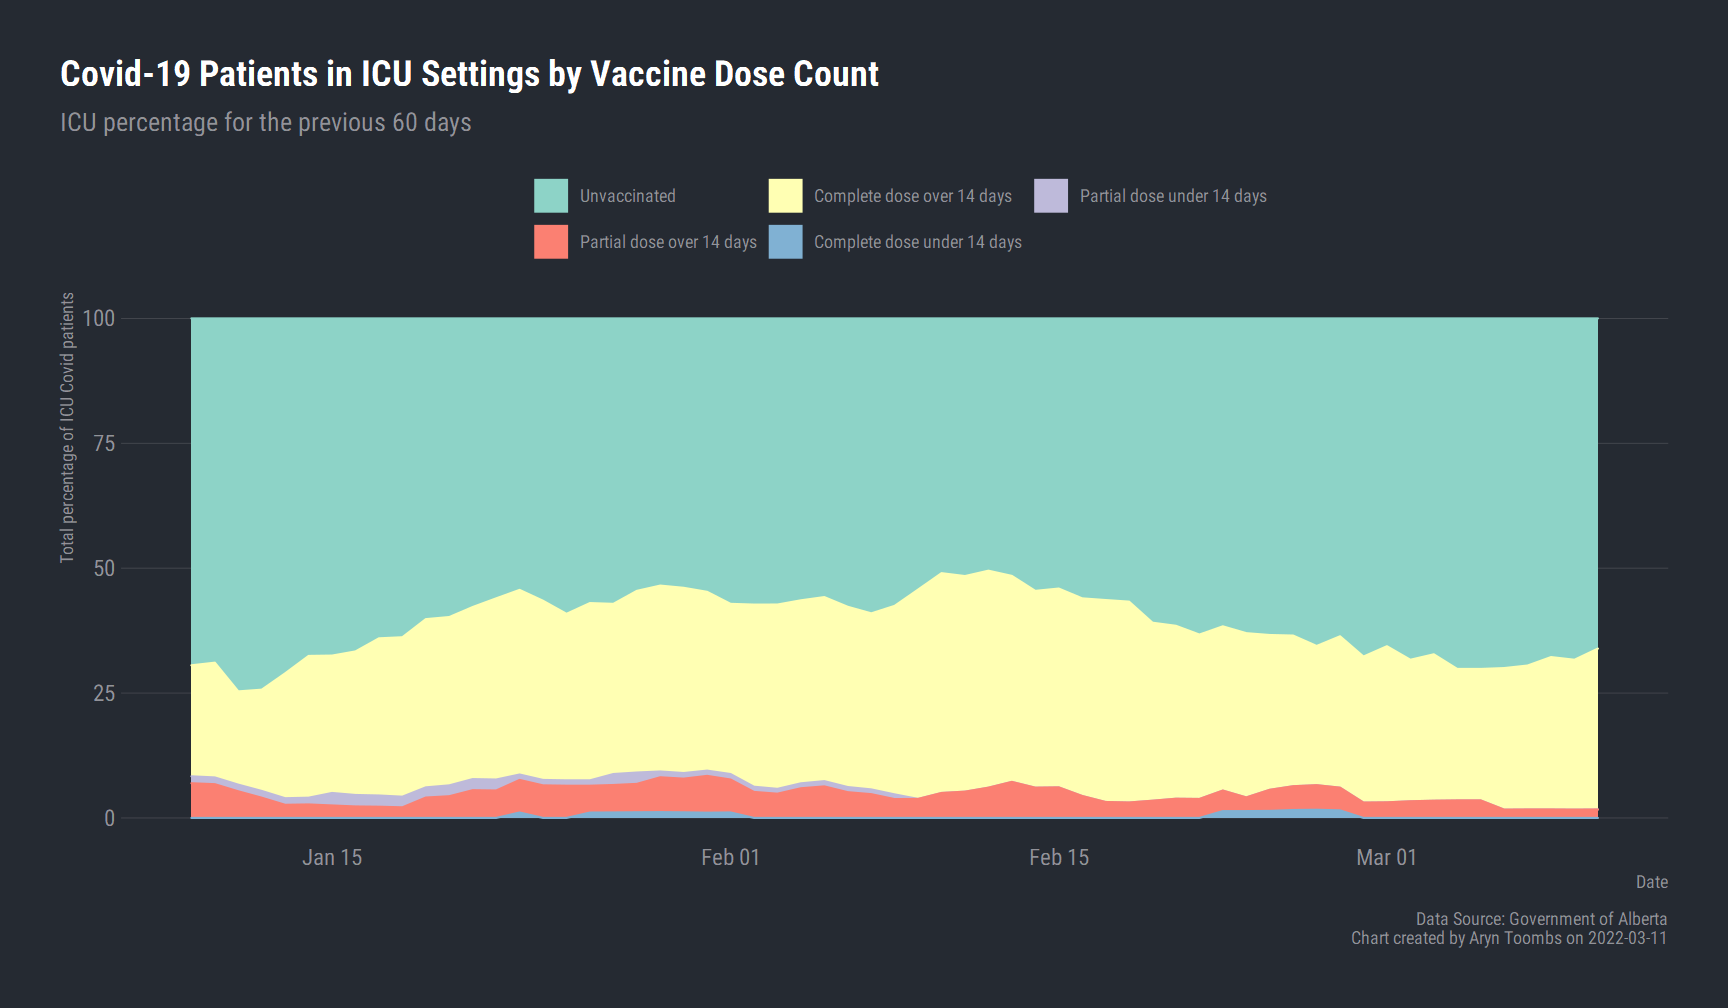 Covid-19 Patients in ICU Settings by Vaccine Dose Count
ICU percentage for the previous 60 days
Unvaccinated
Complete dose over 14 days
Partial dose under 14 days
Partial dose over 14 days
Complete dose under 14 days
Total percentage of ICU Covid patients
100
75
50
25
0
Jan 15
Feb 01
Feb 15
Mar 01
Date
Data Source: Government of Alberta
Chart created by Aryn Toombs on 2022-03-11